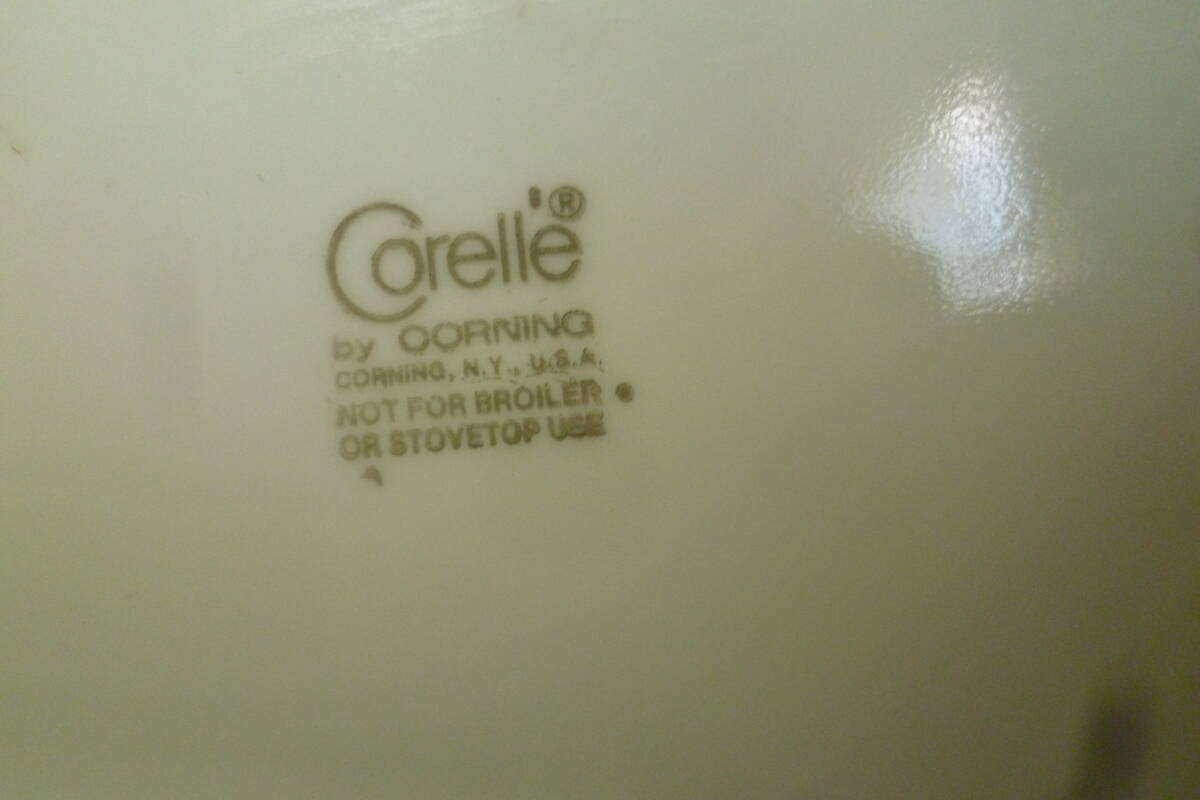 Corelle®
by CORNING
CORNING, N.Y., U.S.A.
NOT FOR BROILER
OR STOVETOP USE